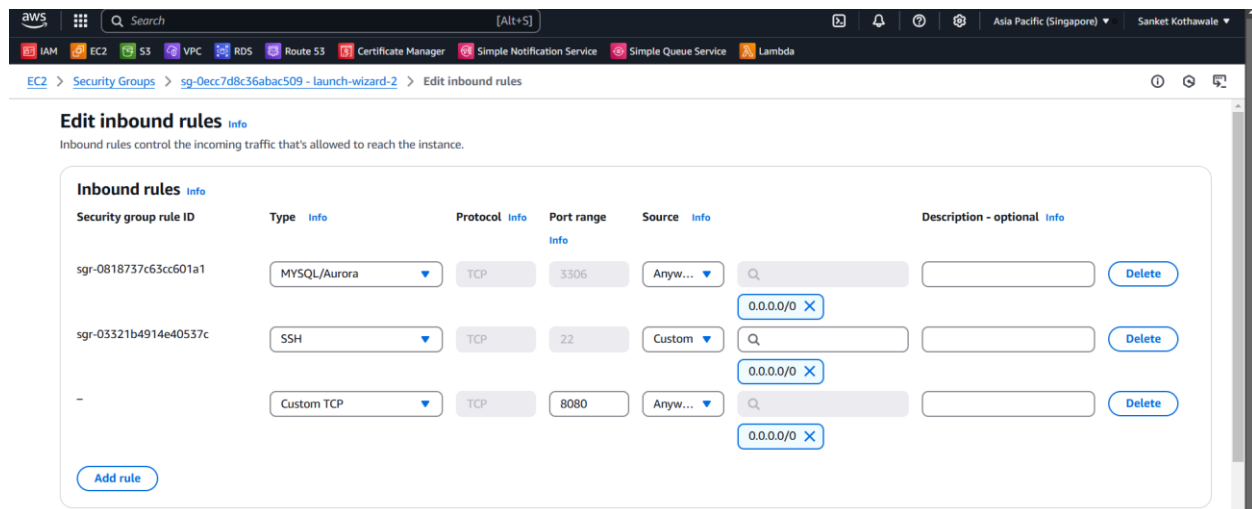 aws Search [Alt+S] Asia Pacific (Singapore) Sanket Kothawale
IAM EC2 S3 VPC RDS Route 53 Certificate Manager Simple Notification Service Simple Queue Service Lambda
EC2 > Security Groups > sg-0ecc7d8c36abac509 - launch-wizard-2 > Edit inbound rules
Edit inbound rules Info
Inbound rules control the incoming traffic that's allowed to reach the instance.
Inbound rules Info
Security group rule ID Type Info Protocol Info Port range Source Info Description - optional Info
Info
sgr-0818737c63cc601a1 MYSQL/Aurora TCP 3306 Anyw... Delete
0.0.0.0/0
sgr-03321b4914e40537c SSH TCP 22 Custom Delete
0.0.0.0/0
– Custom TCP TCP 8080 Anyw... Delete
0.0.0.0/0
Add rule